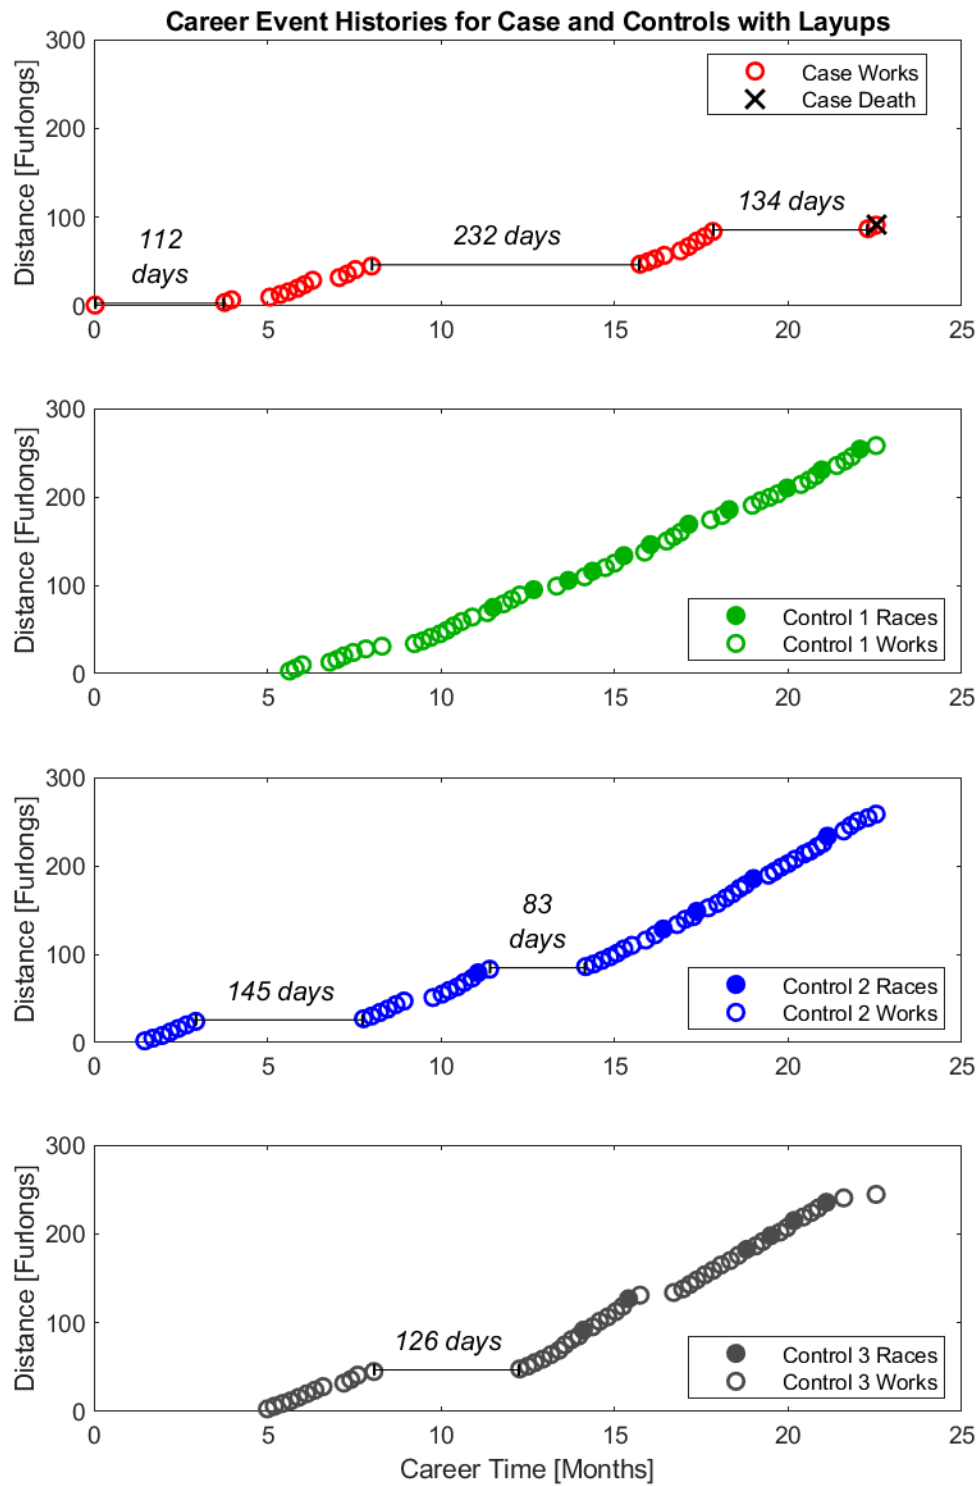 Career Event Histories for Case and Controls with Layups
Distance [Furlongs]
300
200
100
0
Case Works
Case Death
112
days
232 days
134 days
0 5 10 15 20 25
Distance [Furlongs]
300
200
100
0
Control 1 Races
Control 1 Works
0 5 10 15 20 25
Distance [Furlongs]
300
200
100
0
145 days
83
days
Control 2 Races
Control 2 Works
0 5 10 15 20 25
Distance [Furlongs]
300
200
100
0
126 days
Control 3 Races
Control 3 Works
0 5 10 15 20 25
Career Time [Months]